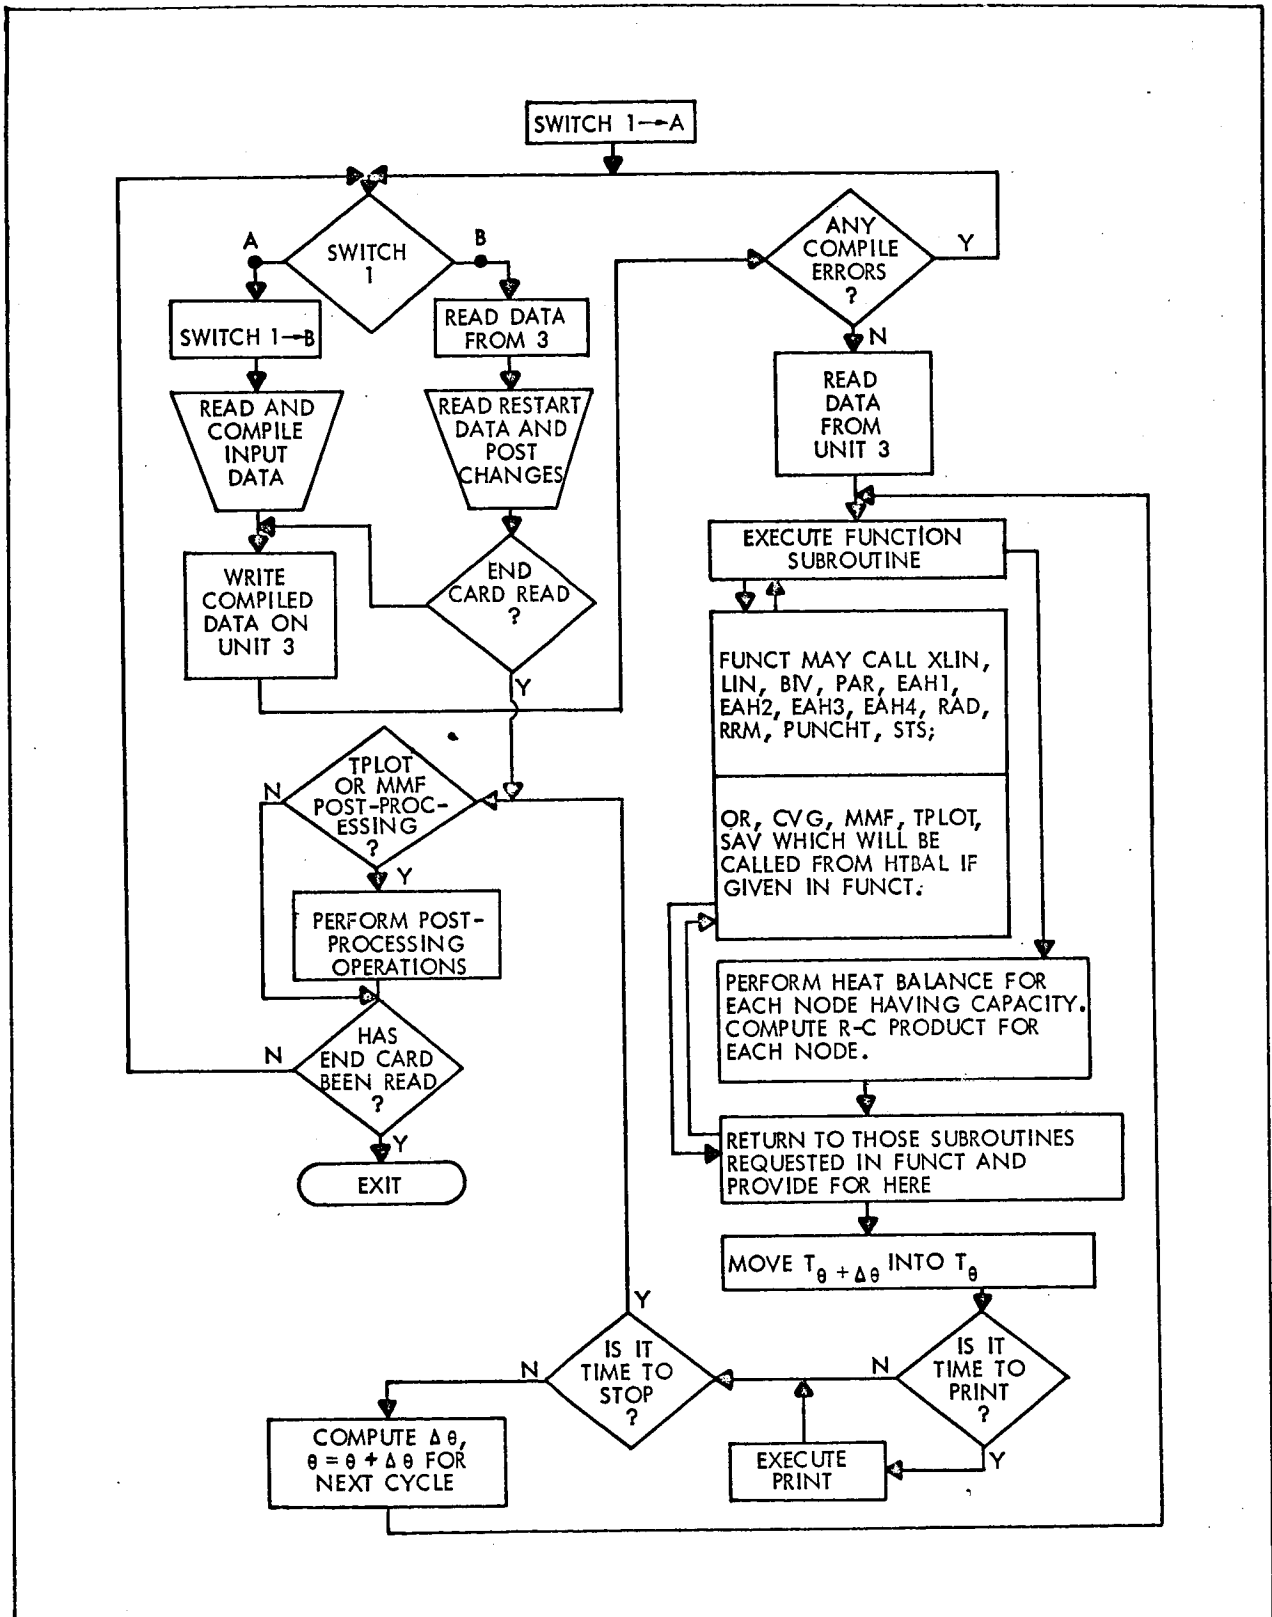 SWITCH 1→A
SWITCH
1
A
B
SWITCH 1→B
READ DATA
FROM 3
READ AND
COMPILE
INPUT
DATA
READ RESTART
DATA AND
POST
CHANGES
WRITE
COMPILED
DATA ON
UNIT 3
END
CARD READ
?
Y
TPLOT
OR MMF
POST-PROC-
ESSING
?
N
Y
PERFORM POST-
PROCESSING
OPERATIONS
HAS
END CARD
BEEN READ
?
N
Y
EXIT
ANY
COMPILE
ERRORS
?
Y
N
READ
DATA
FROM
UNIT 3
EXECUTE FUNCTION
SUBROUTINE
FUNCT MAY CALL XLIN,
LIN, BIV, PAR, EAH1,
EAH2, EAH3, EAH4, RAD,
RRM, PUNCHT, STS;
OR, CVG, MMF, TPLOT,
SAV WHICH WILL BE
CALLED FROM HTBAL IF
GIVEN IN FUNCT.
PERFORM HEAT BALANCE FOR
EACH NODE HAVING CAPACITY.
COMPUTE R-C PRODUCT FOR
EACH NODE.
RETURN TO THOSE SUBROUTINES
REQUESTED IN FUNCT AND
PROVIDE FOR HERE
MOVE Tθ + Δθ INTO Tθ
IS IT
TIME TO
PRINT
?
N
Y
EXECUTE
PRINT
IS IT
TIME TO
STOP
?
Y
N
COMPUTE Δθ,
θ = θ + Δθ FOR
NEXT CYCLE